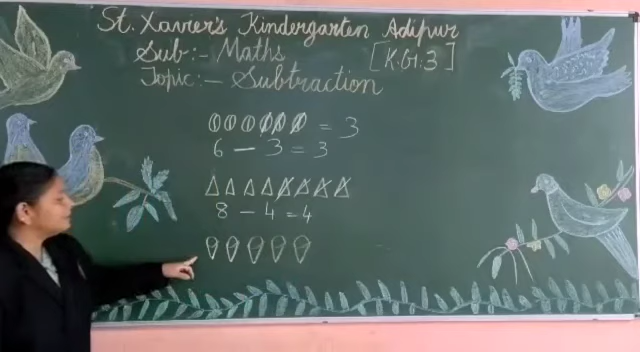 St. Xavier's Kindergarten Adipur
Sub:- Maths [K.G.3]
Topic:- Subtraction
= 3
6 - 3 = 3
8 - 4 = 4